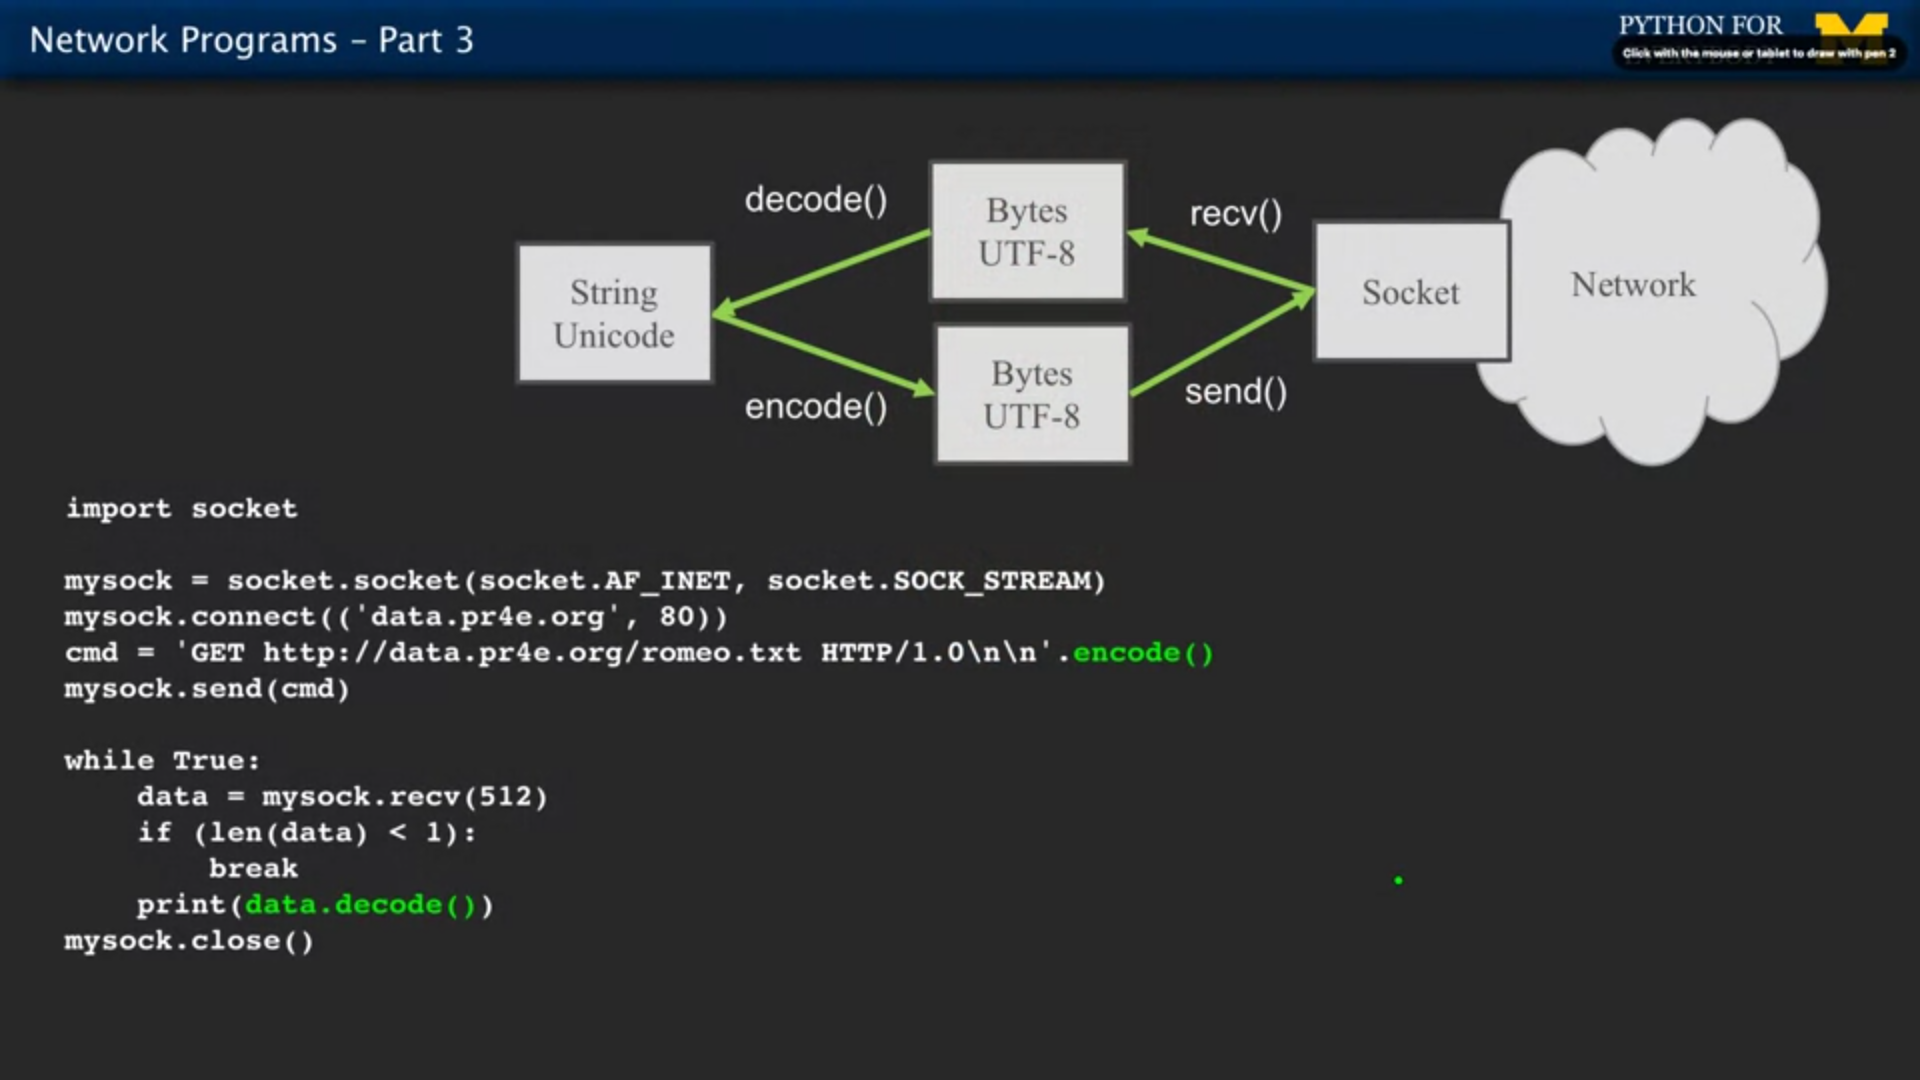 Network Programs – Part 3
PYTHON FOR
Click with the mouse or tablet to draw with pen 2
decode()
Bytes
UTF-8
recv()
String
Unicode
Socket
Network
encode()
Bytes
UTF-8
send()
import socket
mysock = socket.socket(socket.AF_INET, socket.SOCK_STREAM)
mysock.connect(('data.pr4e.org', 80))
cmd = 'GET http://data.pr4e.org/romeo.txt HTTP/1.0\n\n'.encode()
mysock.send(cmd)
while True:
    data = mysock.recv(512)
    if (len(data) < 1):
        break
    print(data.decode())
mysock.close()